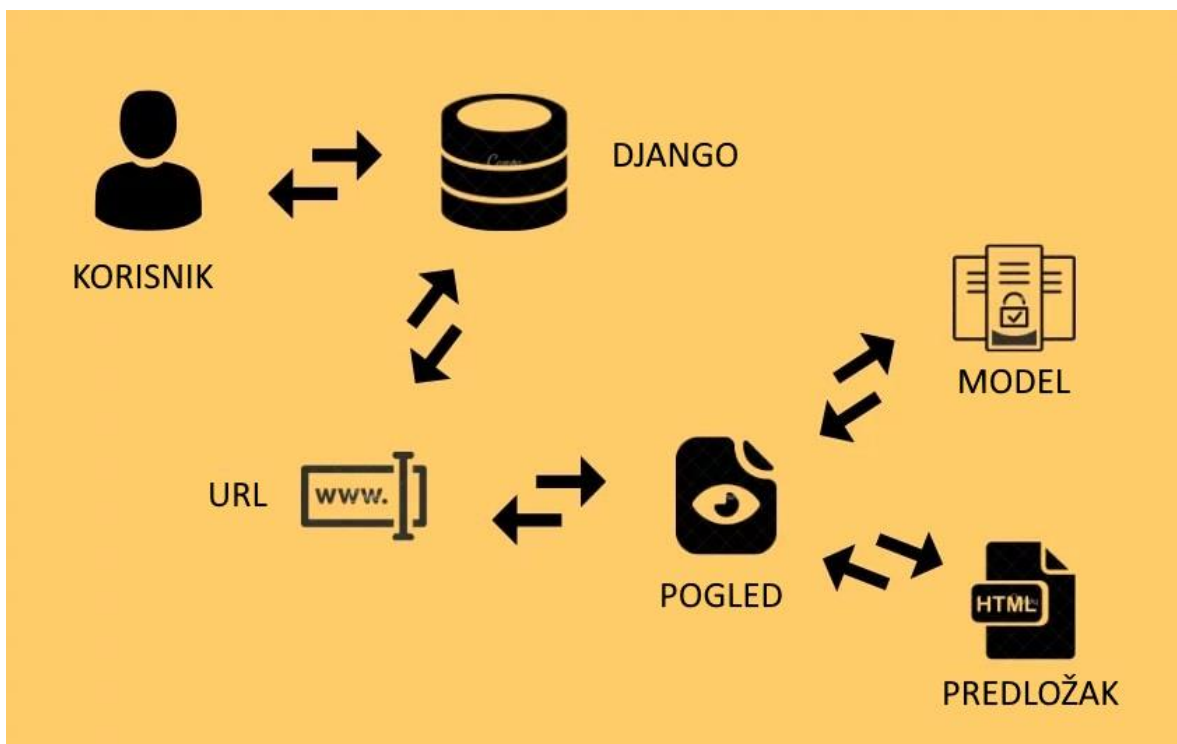 DJANGO
KORISNIK
MODEL
URL
www.
POGLED
HTML
PREDLOŽAK